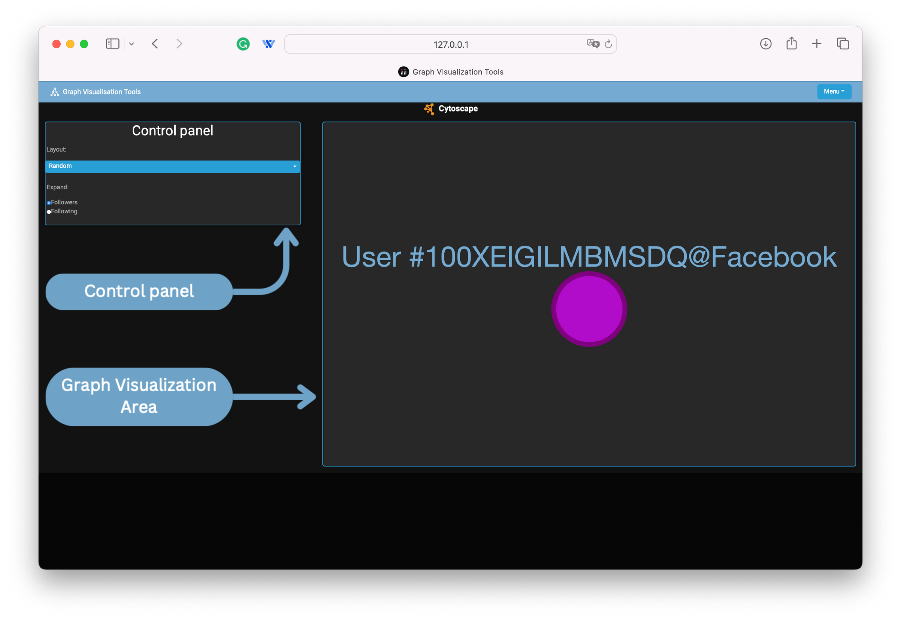 127.0.0.1
Graph Visualization Tools
Graph Visualisation Tools
Menu
Cytoscape
Control panel
Layout:
Random
Expand:
Followers
Following
Control panel
Graph Visualization
Area
User #100XEIGILMBMSDQ@Facebook